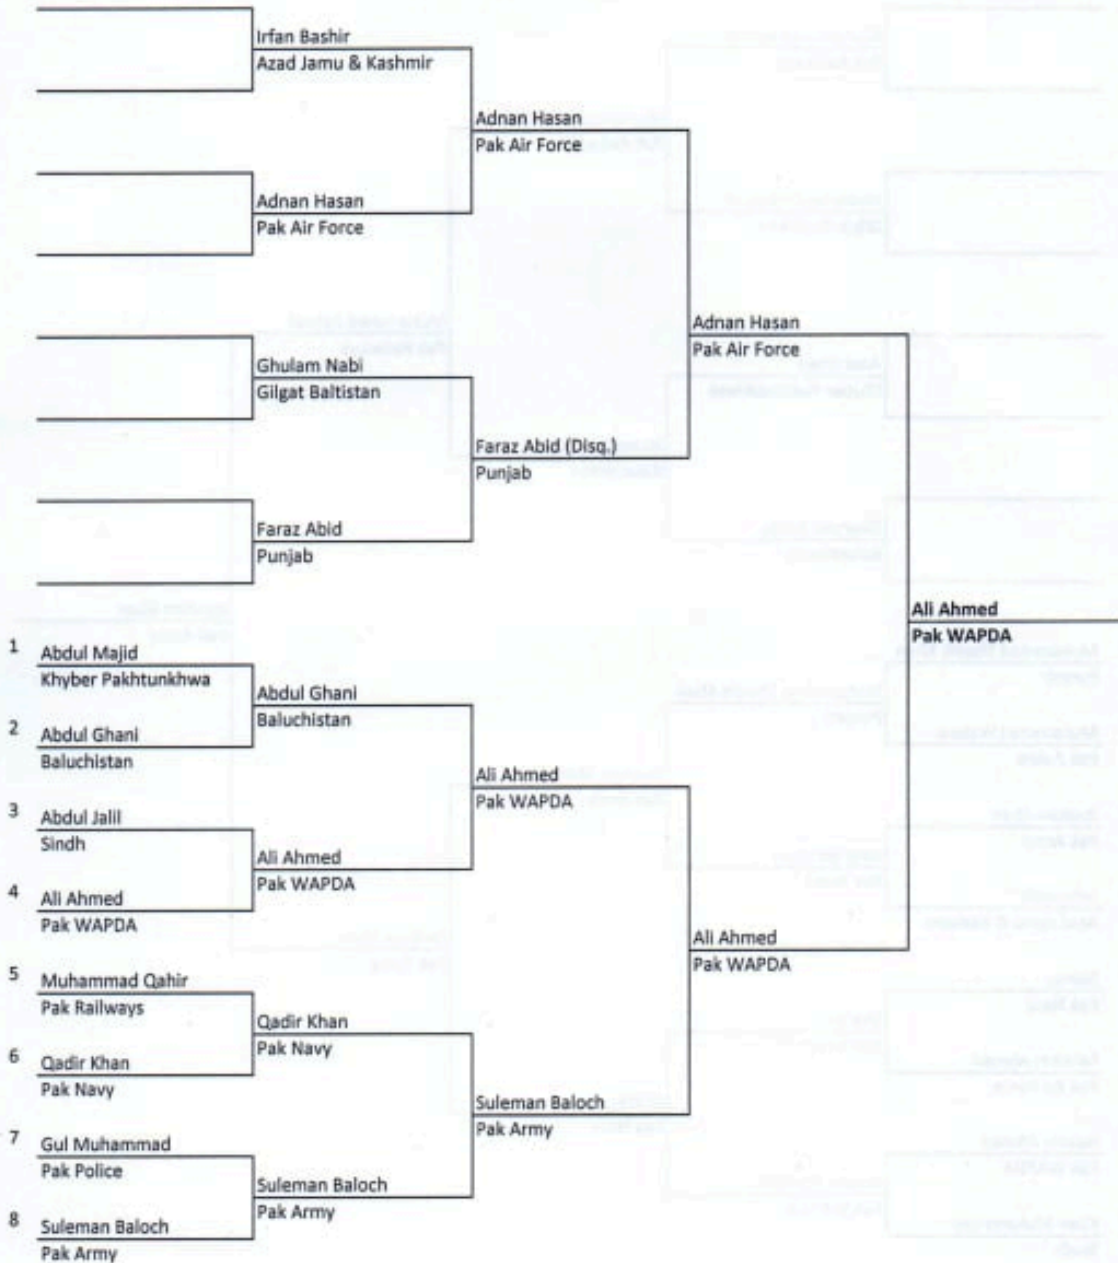 Irfan Bashir
Azad Jamu & Kashmir
Adnan Hasan
Pak Air Force
Adnan Hasan
Pak Air Force
Adnan Hasan
Pak Air Force
Ghulam Nabi
Gilgat Baltistan
Faraz Abid (Disq.)
Punjab
Faraz Abid
Punjab
Ali Ahmed
Pak WAPDA
1 Abdul Majid
Khyber Pakhtunkhwa
Abdul Ghani
Baluchistan
2 Abdul Ghani
Baluchistan
Ali Ahmed
Pak WAPDA
3 Abdul Jalil
Sindh
Ali Ahmed
Pak WAPDA
4 Ali Ahmed
Pak WAPDA
Ali Ahmed
Pak WAPDA
5 Muhammad Qahir
Pak Railways
Qadir Khan
Pak Navy
6 Qadir Khan
Pak Navy
Suleman Baloch
Pak Army
7 Gul Muhammad
Pak Police
Suleman Baloch
Pak Army
8 Suleman Baloch
Pak Army